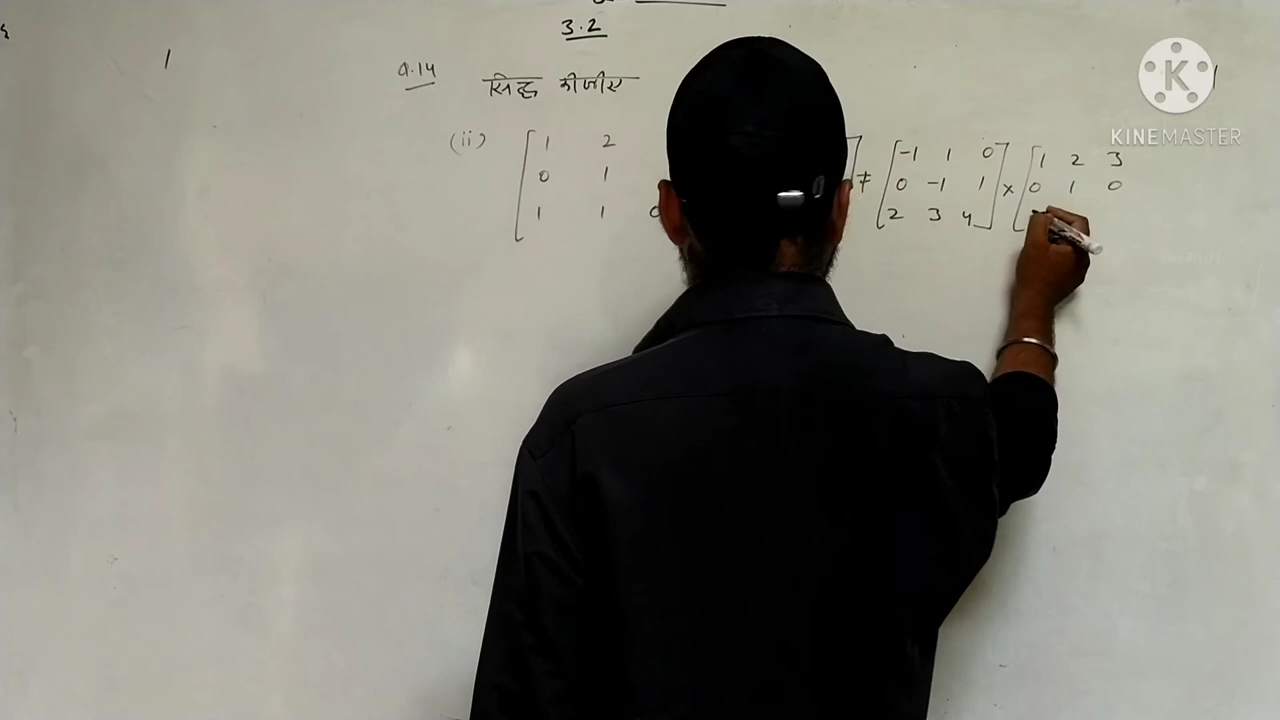 3.2
Q.14 सिद्ध कीजीए
(ii) [ 1 2 ] ≠ [ -1 1 0 ] × [ 1 2 3
0 1 0 -1 1 0 1 0
1 1 0 2 3 4
K
KINEMASTER